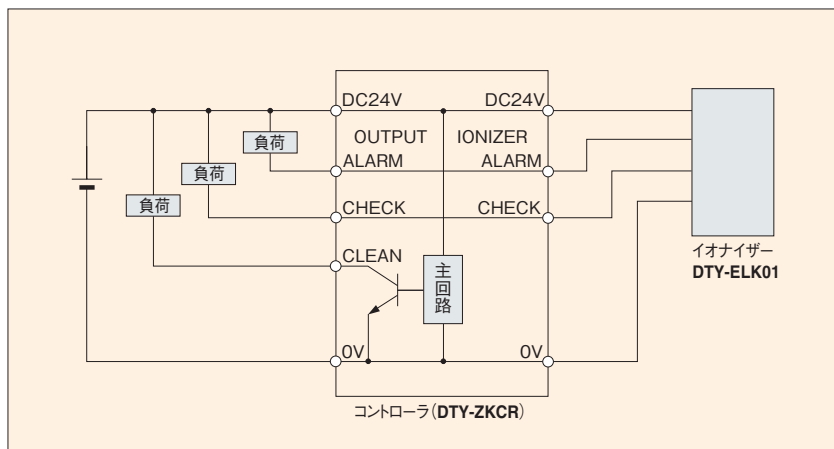 DC24V DC24V
負荷 OUTPUT IONIZER
ALARM ALARM
負荷
負荷 CHECK CHECK
CLEAN
主回路
イオナイザー
DTY-ELK01
0V 0V
コントローラ(DTY-ZKCR)